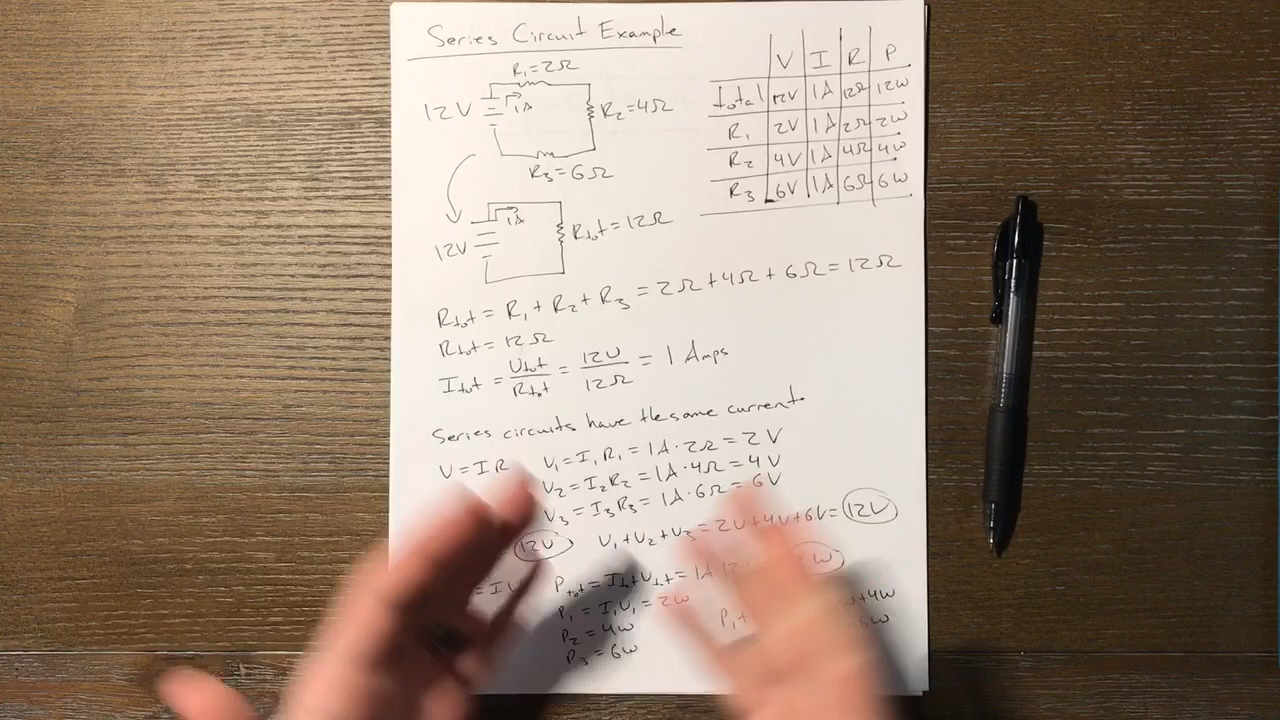 Series Circuit Example
R₁=2Ω
12V
1A
R₂=4Ω
R₃=6Ω
V I R P
total 12V 1A 12Ω 12W
R₁ 2V 1A 2Ω 2W
R₂ 4V 1A 4Ω 4W
R₃ 6V 1A 6Ω 6W
1A
12V
Rtot=12Ω
Rtot = R₁ + R₂ + R₃ = 2Ω + 4Ω + 6Ω = 12Ω
Rtot = 12Ω
Itot = Vtot/Rtot = 12V/12Ω = 1 Amps
Series circuits have the same current.
V=IR V₁ = I₁R₁ = 1A·2Ω = 2V
V₂ = I₂R₂ = 1A·4Ω = 4V
V₃ = I₃R₃ = 1A·6Ω = 6V
12V V₁+V₂+V₃ = 2V+4V+6V = 12V
Ptot =
P₁ = I₁V₁ = 2W
P₂ = 4W
P₃ = 6W
+4W
6W